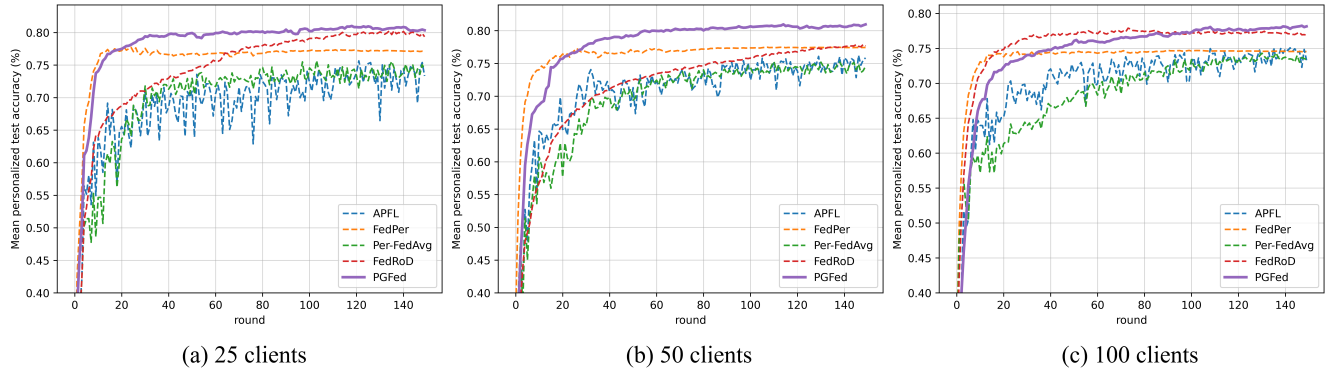 Mean personalized test accuracy (%)
0.80
0.75
0.70
0.65
0.60
0.55
0.50
0.45
0.40
0 20 40 60 80 100 120 140
round
APFL
FedPer
Per-FedAvg
FedRoD
PGFed
(a) 25 clients
Mean personalized test accuracy (%)
0.80
0.75
0.70
0.65
0.60
0.55
0.50
0.45
0.40
0 20 40 60 80 100 120 140
round
APFL
FedPer
Per-FedAvg
FedRoD
PGFed
(b) 50 clients
Mean personalized test accuracy (%)
0.80
0.75
0.70
0.65
0.60
0.55
0.50
0.45
0.40
0 20 40 60 80 100 120 140
round
APFL
FedPer
Per-FedAvg
FedRoD
PGFed
(c) 100 clients